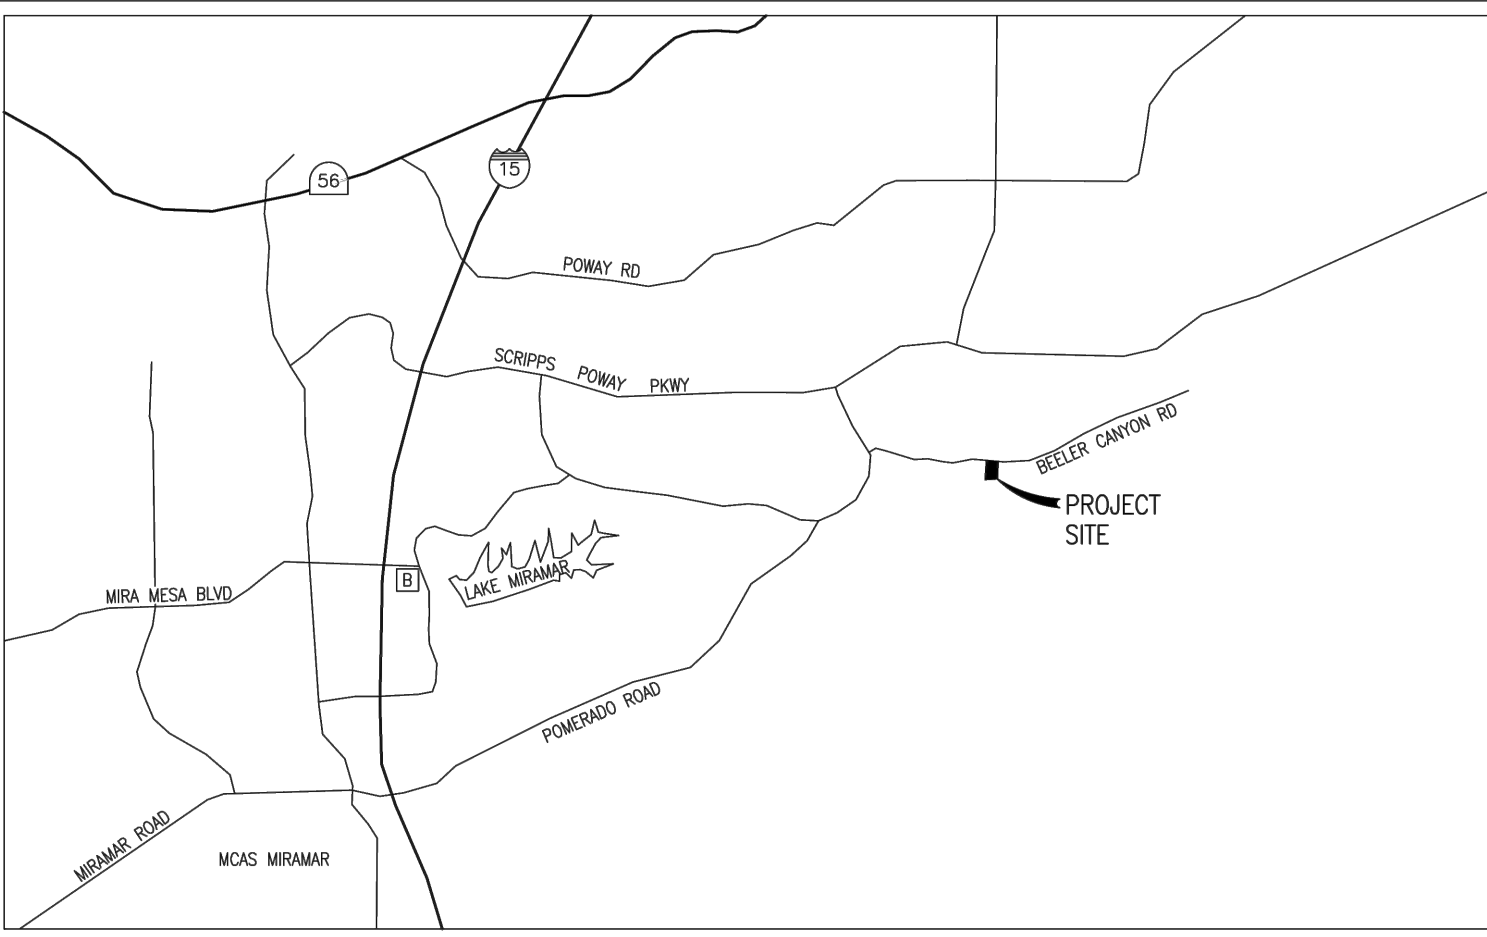 15
56
POWAY RD
SCRIPPS POWAY PKWY
BEELER CANYON RD
PROJECT
SITE
LAKE MIRAMAR
B
MIRA MESA BLVD
POMERADO ROAD
MIRAMAR ROAD
MCAS MIRAMAR